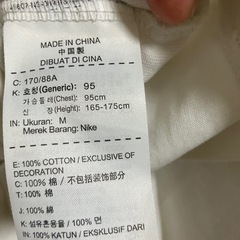 MADE IN CHINA
中国製
DIBUAT DI CINA
C: 170/88A
K: 호칭(Generic): 95
가 슴 둘 레(Chest): 95cm
신 장(Height): 165-175cm
IN: Ukuran: M
Merek Barang: Nike
E: 100% COTTON / EXCLUSIVE OF
DECORATION
C: 100% 棉 / 不包括装饰部分
T: 100% 棉
J: 100% 綿
K: 섬유혼용율 / 100% 면
IN: 100% KATUN / EKSKLUSIF DARI